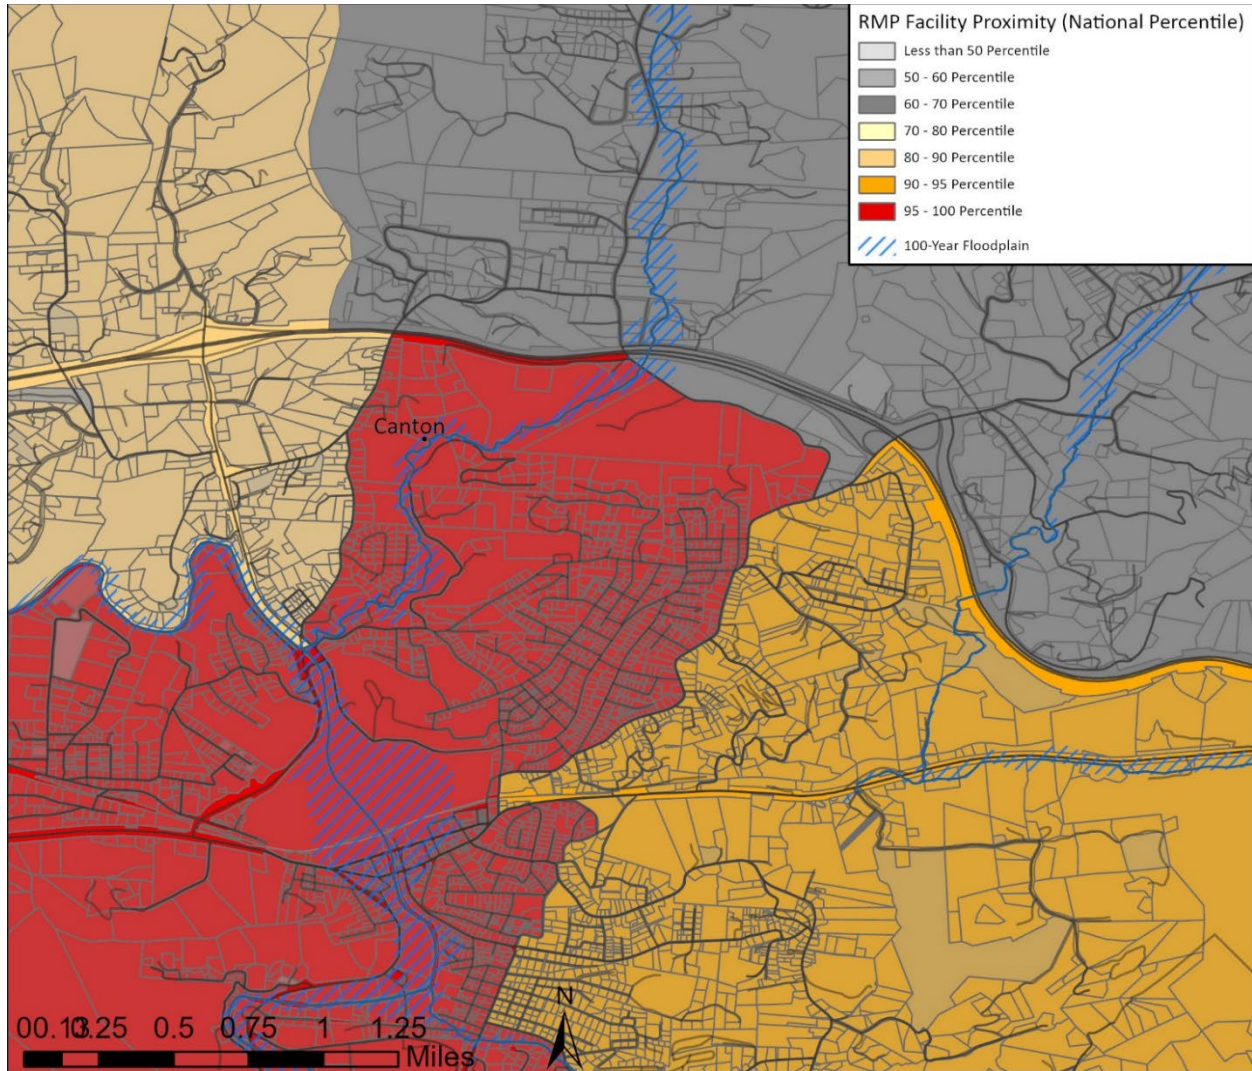 RMP Facility Proximity (National Percentile)
Less than 50 Percentile
50 - 60 Percentile
60 - 70 Percentile
70 - 80 Percentile
80 - 90 Percentile
90 - 95 Percentile
95 - 100 Percentile
100-Year Floodplain
Canton
N
00.130.25 0.5 0.75 1 1.25
Miles